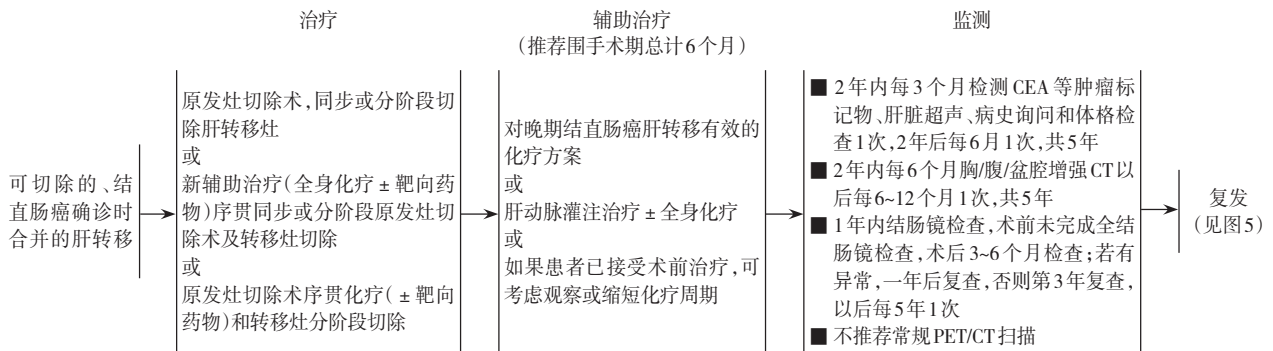 治疗
辅助治疗
(推荐围手术期总计6个月)
监测
可切除的、结
直肠癌确诊时
合并的肝转移
原发灶切除术,同步或分阶段切
除肝转移灶
或
新辅助治疗(全身化疗 ± 靶向药
物)序贯同步或分阶段原发灶切
除术及转移灶切除
或
原发灶切除术序贯化疗(± 靶向
药物)和转移灶分阶段切除
对晚期结直肠癌肝转移有效的
化疗方案
或
肝动脉灌注治疗 ± 全身化疗
或
如果患者已接受术前治疗,可
考虑观察或缩短化疗周期
■ 2年内每3个月检测 CEA 等肿瘤标
记物、肝脏超声、病史询问和体格检
查1次,2年后每6月1次,共5年
■ 2年内每6个月胸/腹/盆腔增强CT以
后每6~12个月1次,共5年
■ 1年内结肠镜检查,术前未完成全结
肠镜检查,术后3~6个月检查;若有
异常,一年后复查,否则第3年复查,
以后每5年1次
■ 不推荐常规PET/CT扫描
复发
(见图5)